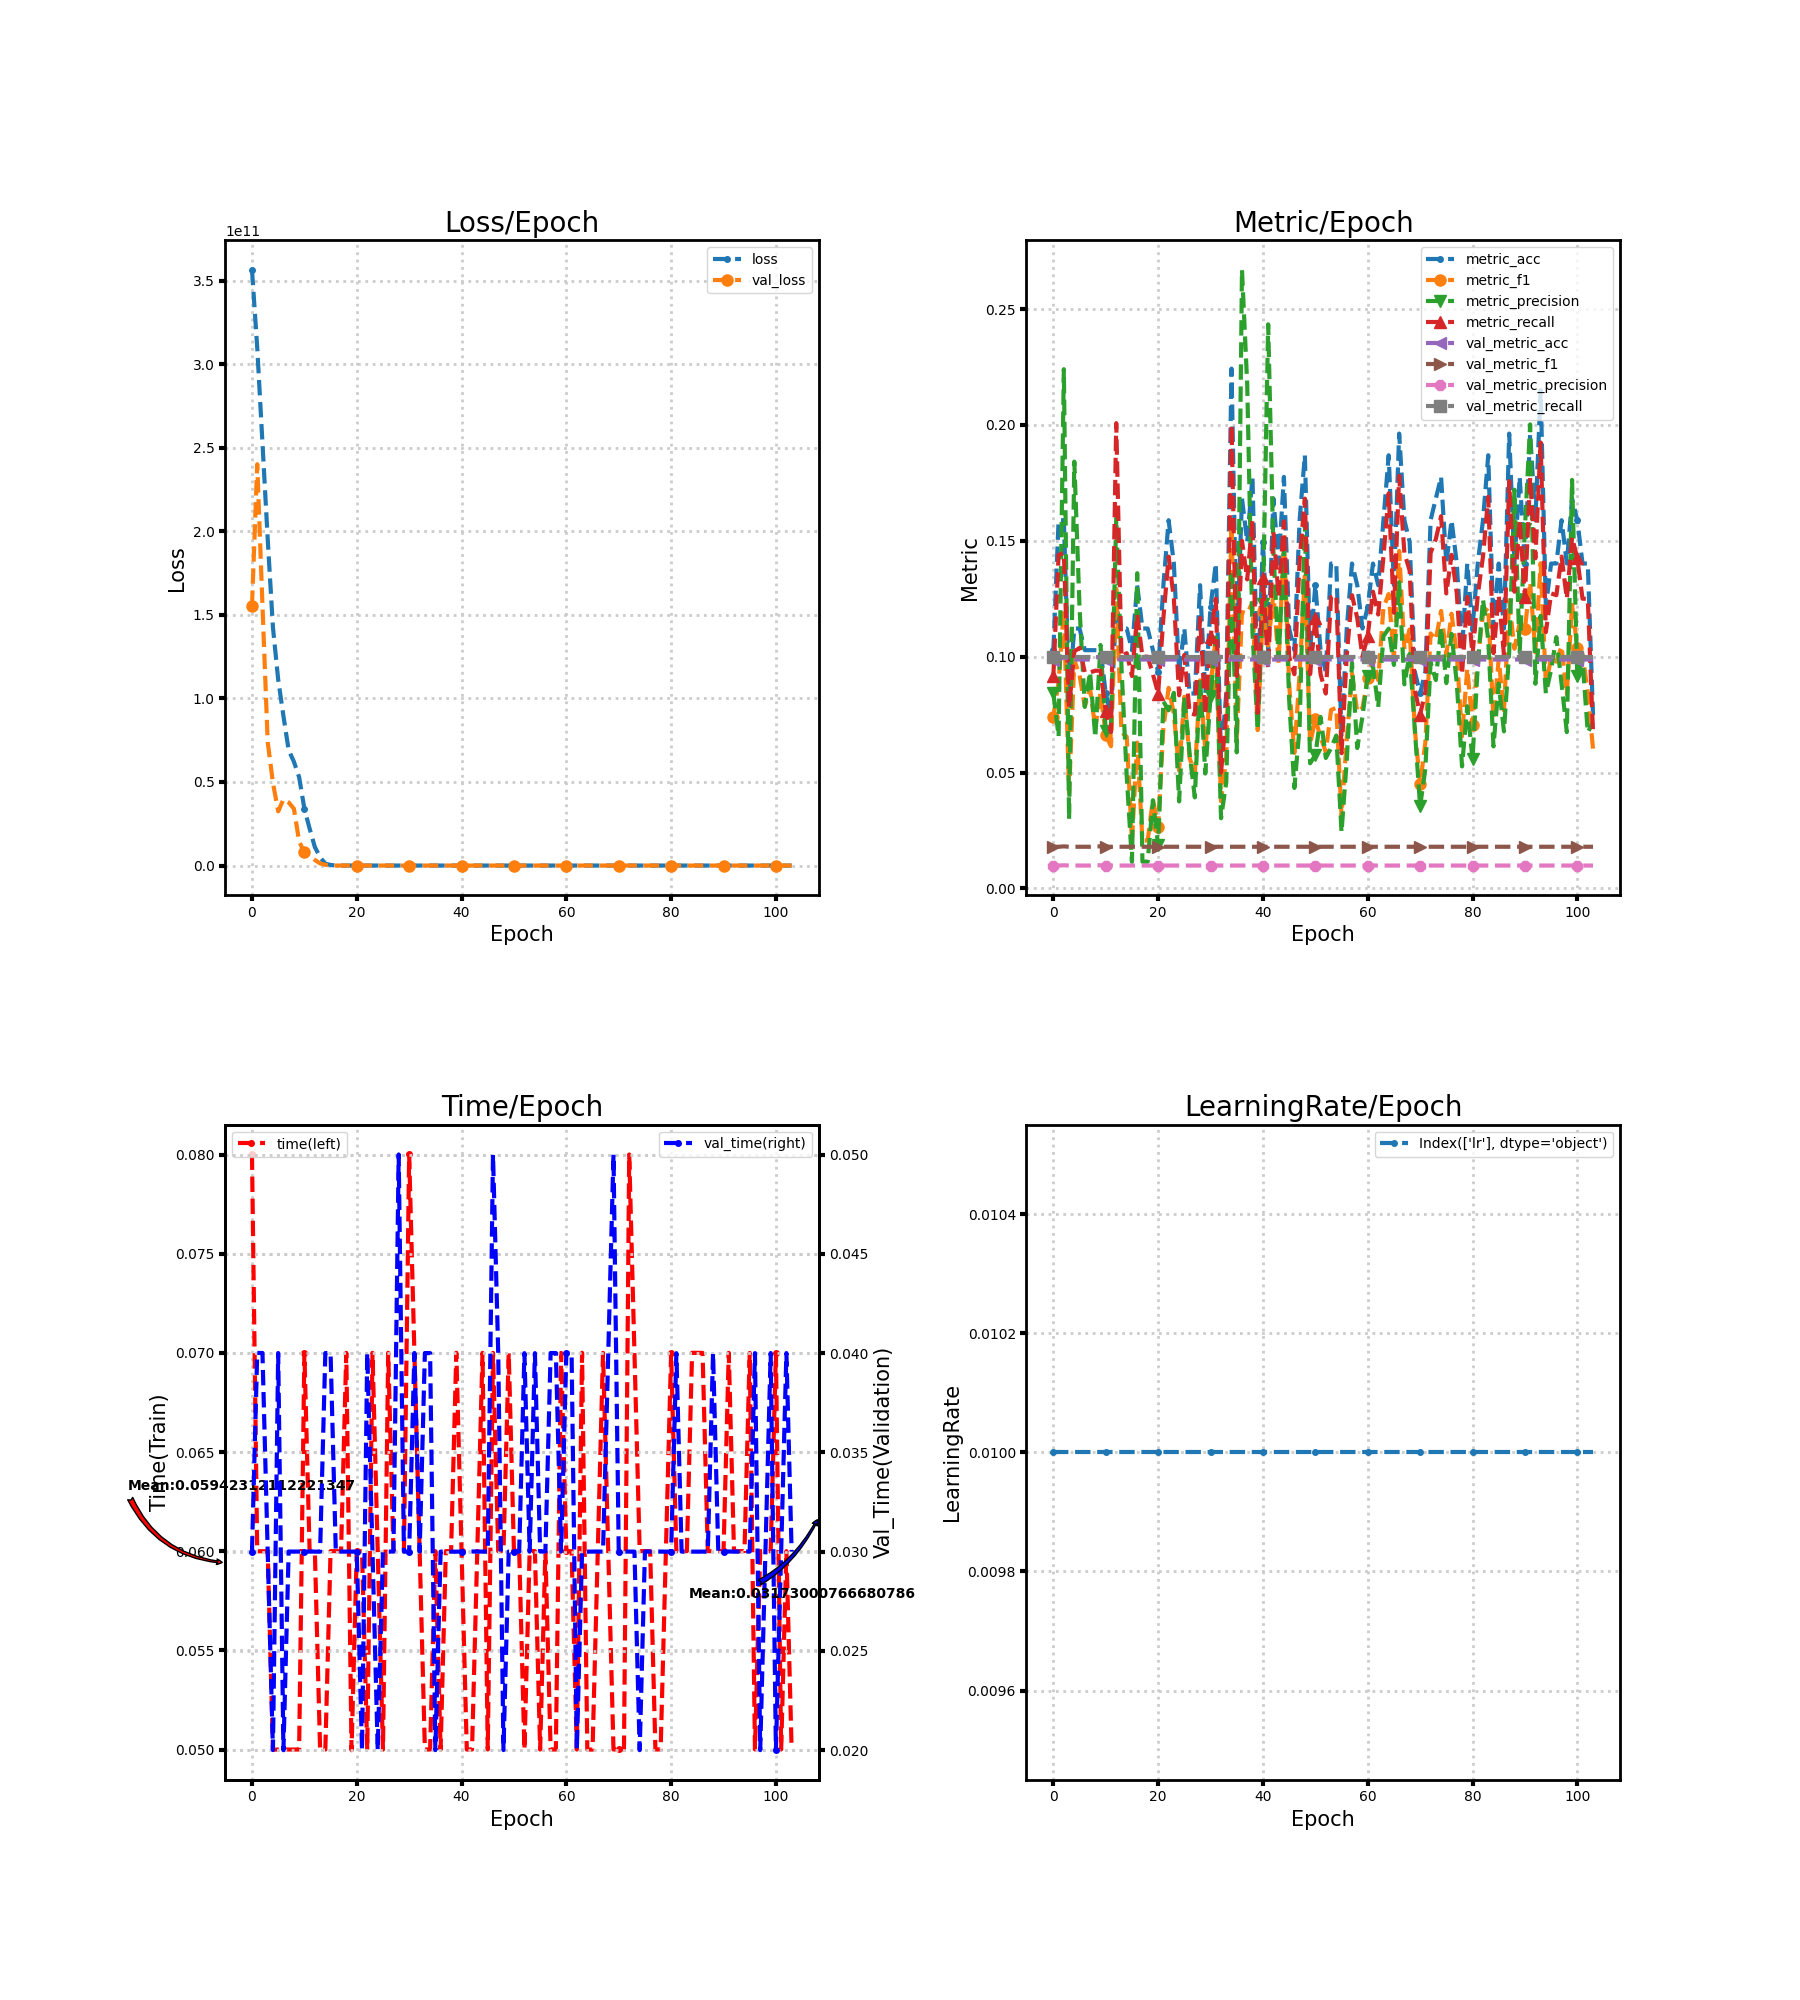 Loss/Epoch
1e11
loss
val_loss
3.5
3.0
2.5
2.0
1.5
1.0
0.5
0.0
Loss
0
20
40
60
80
100
Epoch
Metric/Epoch
metric_acc
metric_f1
metric_precision
metric_recall
val_metric_acc
val_metric_f1
val_metric_precision
val_metric_recall
0.25
0.20
0.15
0.10
0.05
0.00
Metric
0
20
40
60
80
100
Epoch
Time/Epoch
time(left)
val_time(right)
0.080
0.075
0.070
0.065
0.060
0.055
0.050
Time(Train)
Mean:0.05942312112221347
0.050
0.045
0.040
0.035
0.030
0.025
0.020
Val_Time(Validation)
Mean:0.03173000766680786
0
20
40
60
80
100
Epoch
LearningRate/Epoch
Index(['lr'], dtype='object')
0.0104
0.0102
0.0100
0.0098
0.0096
LearningRate
0
20
40
60
80
100
Epoch